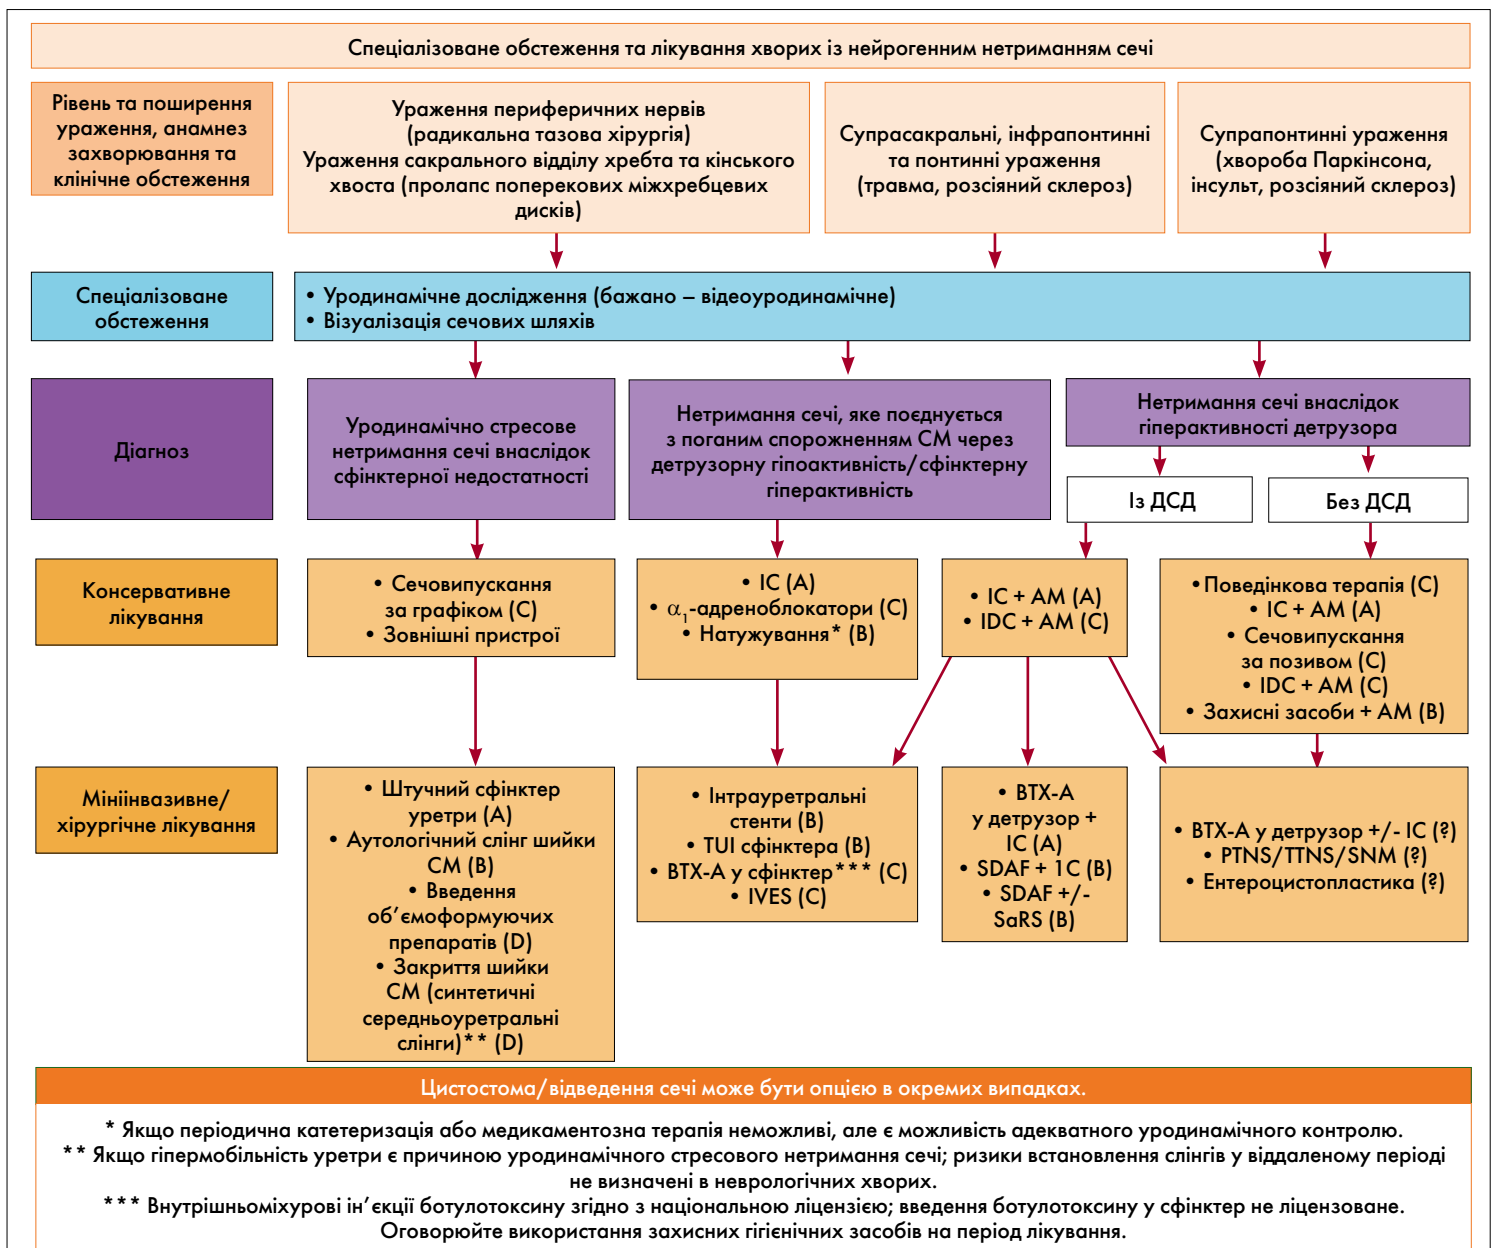 Спеціалізоване обстеження та лікування хворих із нейрогенним нетриманням сечі
Рівень та поширення
ураження, анамнез
захворювання та
клінічне обстеження
Ураження периферичних нервів
(радикальна тазова хірургія)
Ураження сакрального відділу хребта та кінського
хвоста (пролапс поперекових міжхребцевих
дисків)
Супрасакральні, інфрапонтинні
та понтинні ураження
(травма, розсіяний склероз)
Супрапонтинні ураження
(хвороба Паркінсона,
інсульт, розсіяний склероз)
Спеціалізоване
обстеження
• Уродинамічне дослідження (бажано – відеоуродинамічне)
• Візуалізація сечових шляхів
Діагноз
Уродинамічно стресове
нетримання сечі внаслідок
сфінктерної недостатності
Нетримання сечі, яке поєднується
з поганим спорожненням СМ через
детрузорну гіпоактивність/сфінктерну
гіперактивність
Нетримання сечі внаслідок
гіперактивності детрузора
Із ДСД
Без ДСД
Консервативне
лікування
• Сечовипускання
за графіком (С)
• Зовнішні пристрої
• IC (A)
• α₁-адреноблокатори (С)
• Натужування* (В)
• IC + AM (A)
• IDC + AM (C)
•Поведінкова терапія (С)
• IC + AM (A)
• Сечовипускання
за позивом (С)
• IDC + AM (C)
• Захисні засоби + АМ (В)
Мініінвазивне/
хірургічне лікування
• Штучний сфінктер
уретри (А)
• Аутологічний слінг шийки
СМ (В)
• Введення
об’ємоформуючих
препаратів (D)
• Закриття шийки
СМ (синтетичні
середньоуретральні
слінги)** (D)
• Інтрауретральні
стенти (В)
• TUI сфінктера (В)
• BTX-A у сфінктер*** (С)
• IVES (C)
• BTX-A
у детрузор +
IC (A)
• SDAF + 1C (B)
• SDAF +/-
SaRS (B)
• BTX-A у детрузор +/- IC (?)
• PTNS/TTNS/SNM (?)
• Ентероцистопластика (?)
Цистостома/відведення сечі може бути опцією в окремих випадках.
* Якщо періодична катетеризація або медикаментозна терапія неможливі, але є можливість адекватного уродинамічного контролю.
** Якщо гіпермобільність уретри є причиною уродинамічного стресового нетримання сечі; ризики встановлення слінгів у віддаленому періоді
не визначені в неврологічних хворих.
*** Внутрішньоміхурові ін’єкції ботулотоксину згідно з національною ліцензією; введення ботулотоксину у сфінктер не ліцензоване.
Оговорюйте використання захисних гігієнічних засобів на період лікування.